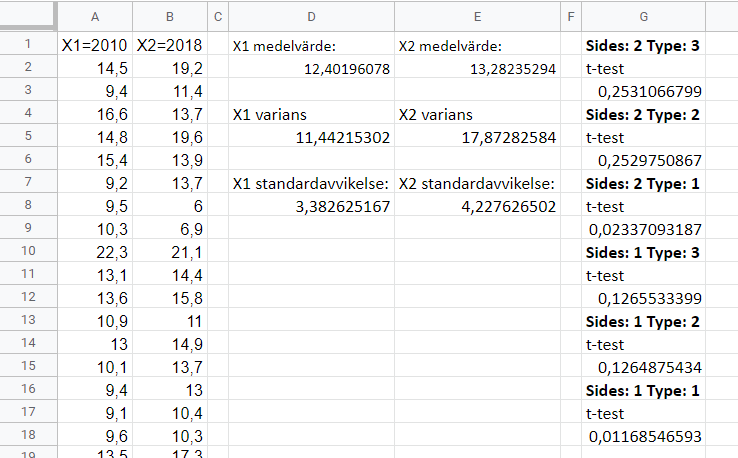 A B C D E F G
1 X1=2010 X2=2018 X1 medelvärde: X2 medelvärde: Sides: 2 Type: 3
2 14,5 19,2 12,40196078 13,28235294 t-test
3 9,4 11,4 0,2531066799
4 16,6 13,7 X1 varians X2 varians Sides: 2 Type: 2
5 14,8 19,6 11,44215302 17,87282584 t-test
6 15,4 13,9 0,2529750867
7 9,2 13,7 X1 standardavvikelse: X2 standardavvikelse: Sides: 2 Type: 1
8 9,5 6 3,382625167 4,227626502 t-test
9 10,3 6,9 0,02337093187
10 22,3 21,1 Sides: 1 Type: 3
11 13,1 14,4 t-test
12 13,6 15,8 0,1265533399
13 10,9 11 Sides: 1 Type: 2
14 13 14,9 t-test
15 10,1 13,7 0,1264875434
16 9,4 13 Sides: 1 Type: 1
17 9,1 10,4 t-test
18 9,6 10,3 0,01168546593
19 13,5 17,3